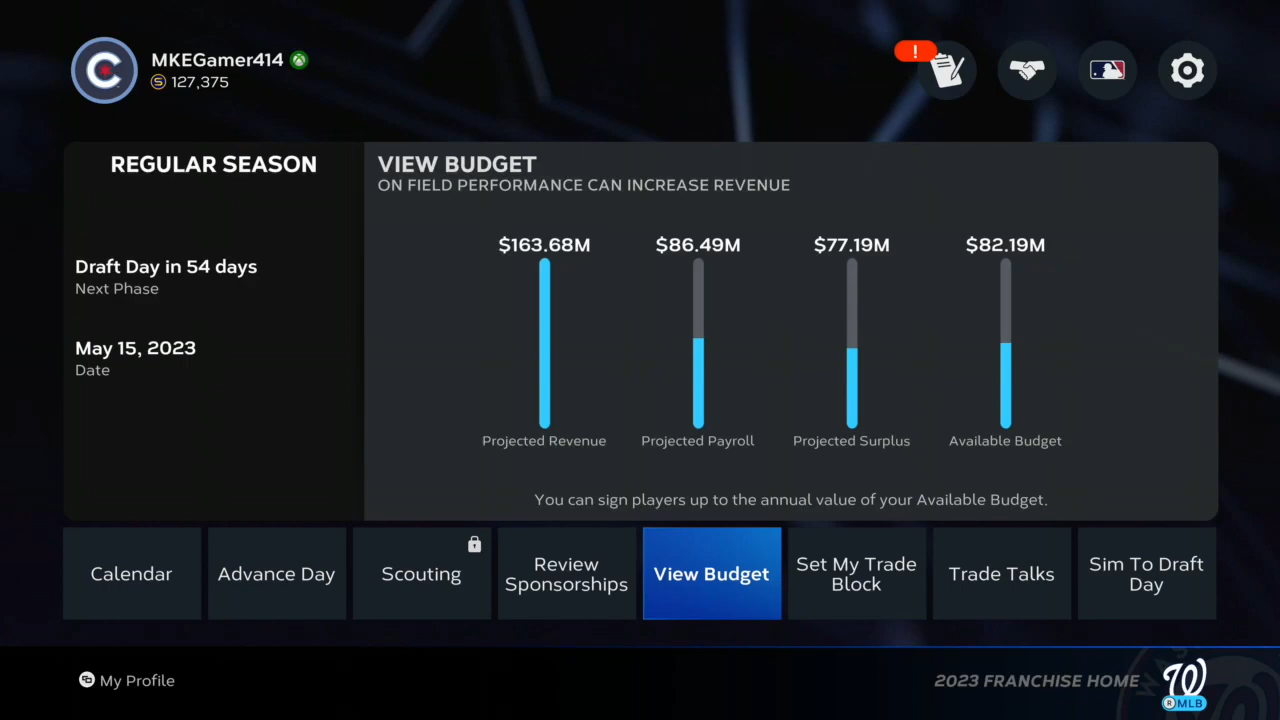 MKEGamer414
S 127,375
!
REGULAR SEASON
Draft Day in 54 days
Next Phase
May 15, 2023
Date
VIEW BUDGET
ON FIELD PERFORMANCE CAN INCREASE REVENUE
$163.68M
$86.49M
$77.19M
$82.19M
Projected Revenue
Projected Payroll
Projected Surplus
Available Budget
You can sign players up to the annual value of your Available Budget.
Calendar
Advance Day
Scouting
Review
Sponsorships
View Budget
Set My Trade
Block
Trade Talks
Sim To Draft
Day
My Profile
2023 FRANCHISE HOME
W
R MLB